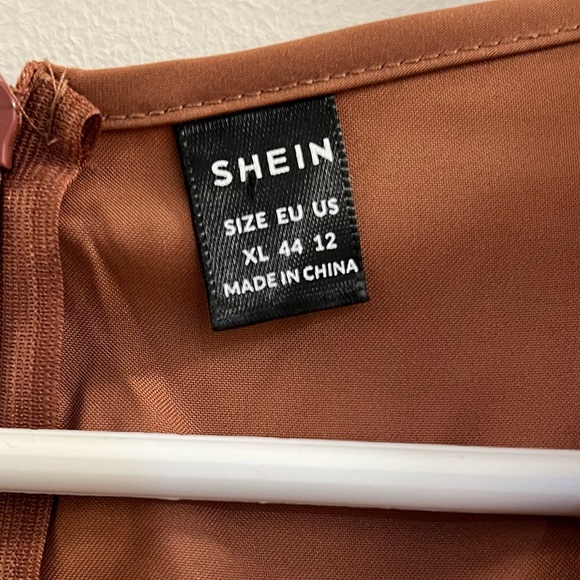 SHEIN
SIZE EU US
XL 44 12
MADE IN CHINA